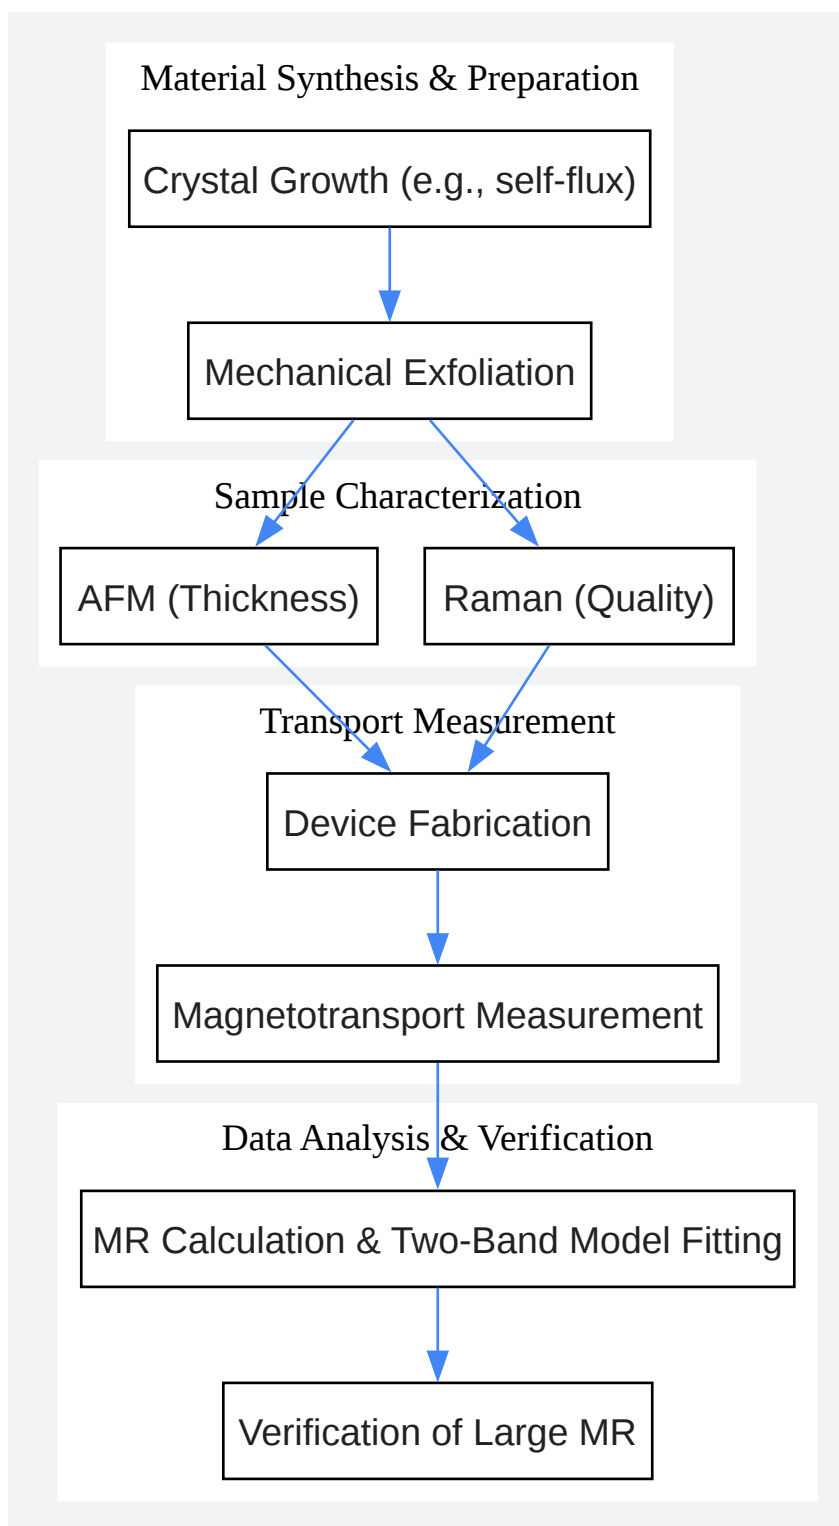 Material Synthesis & Preparation
Crystal Growth (e.g., self-flux)
Mechanical Exfoliation
Sample Characterization
AFM (Thickness)
Raman (Quality)
Transport Measurement
Device Fabrication
Magnetotransport Measurement
Data Analysis & Verification
MR Calculation & Two-Band Model Fitting
Verification of Large MR